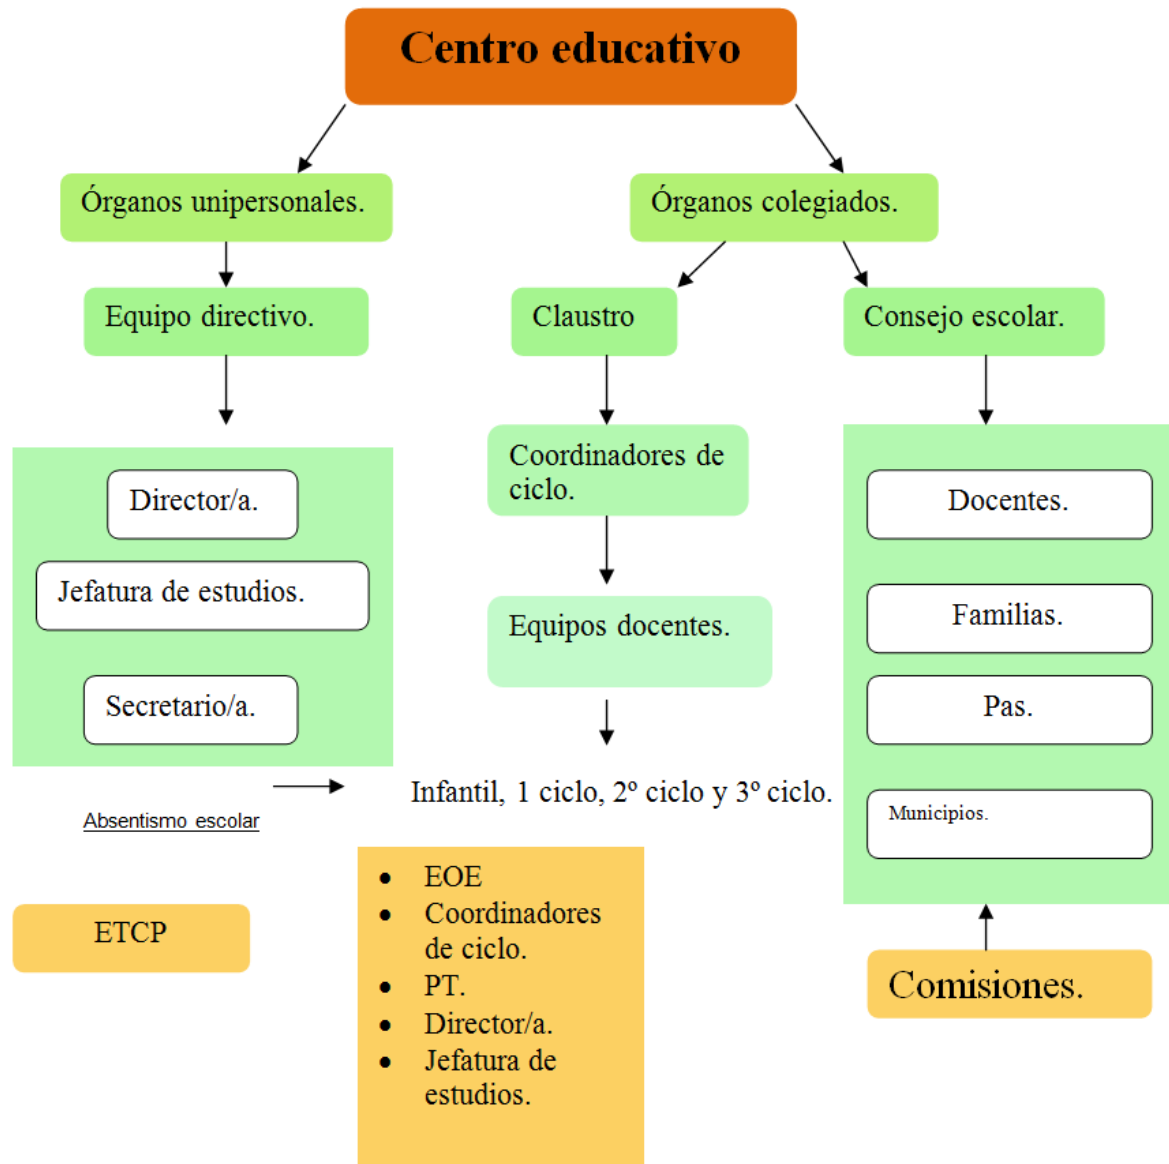 Centro educativo
Órganos unipersonales.
Órganos colegiados.
Equipo directivo.
Claustro
Consejo escolar.
Director/a.
Jefatura de estudios.
Secretario/a.
Coordinadores de
ciclo.
Equipos docentes.
Docentes.
Familias.
Pas.
Municipios.
Infantil, 1 ciclo, 2º ciclo y 3º ciclo.
Absentismo escolar
ETCP
• EOE
• Coordinadores
de ciclo.
• PT.
• Director/a.
• Jefatura de
estudios.
Comisiones.